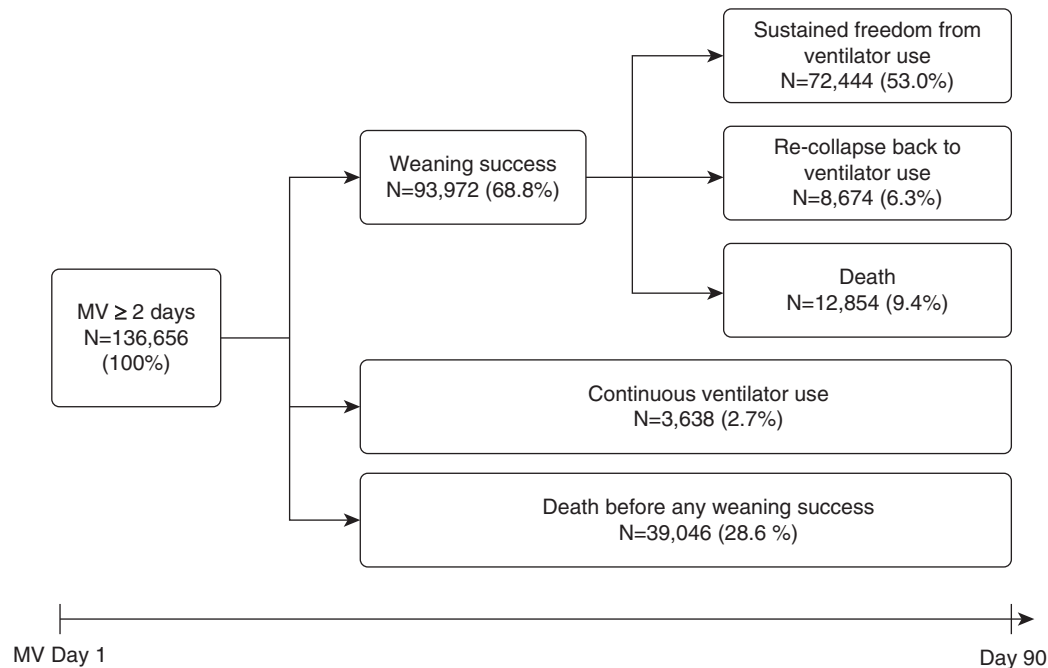 Sustained freedom from
ventilator use
N=72,444 (53.0%)
Weaning success
N=93,972 (68.8%)
Re-collapse back to
ventilator use
N=8,674 (6.3%)
Death
N=12,854 (9.4%)
MV ≥ 2 days
N=136,656
(100%)
Continuous ventilator use
N=3,638 (2.7%)
Death before any weaning success
N=39,046 (28.6 %)
MV Day 1
Day 90